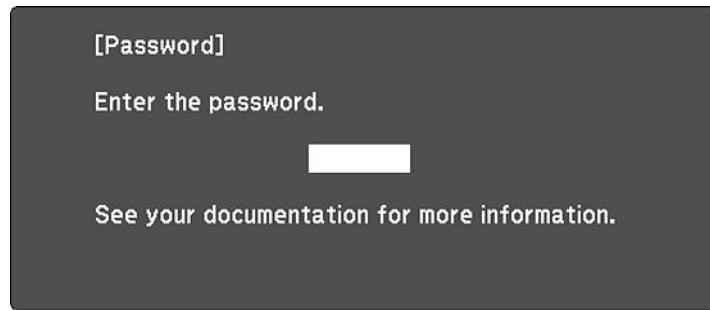 [Password]
Enter the password.
See your documentation for more information.